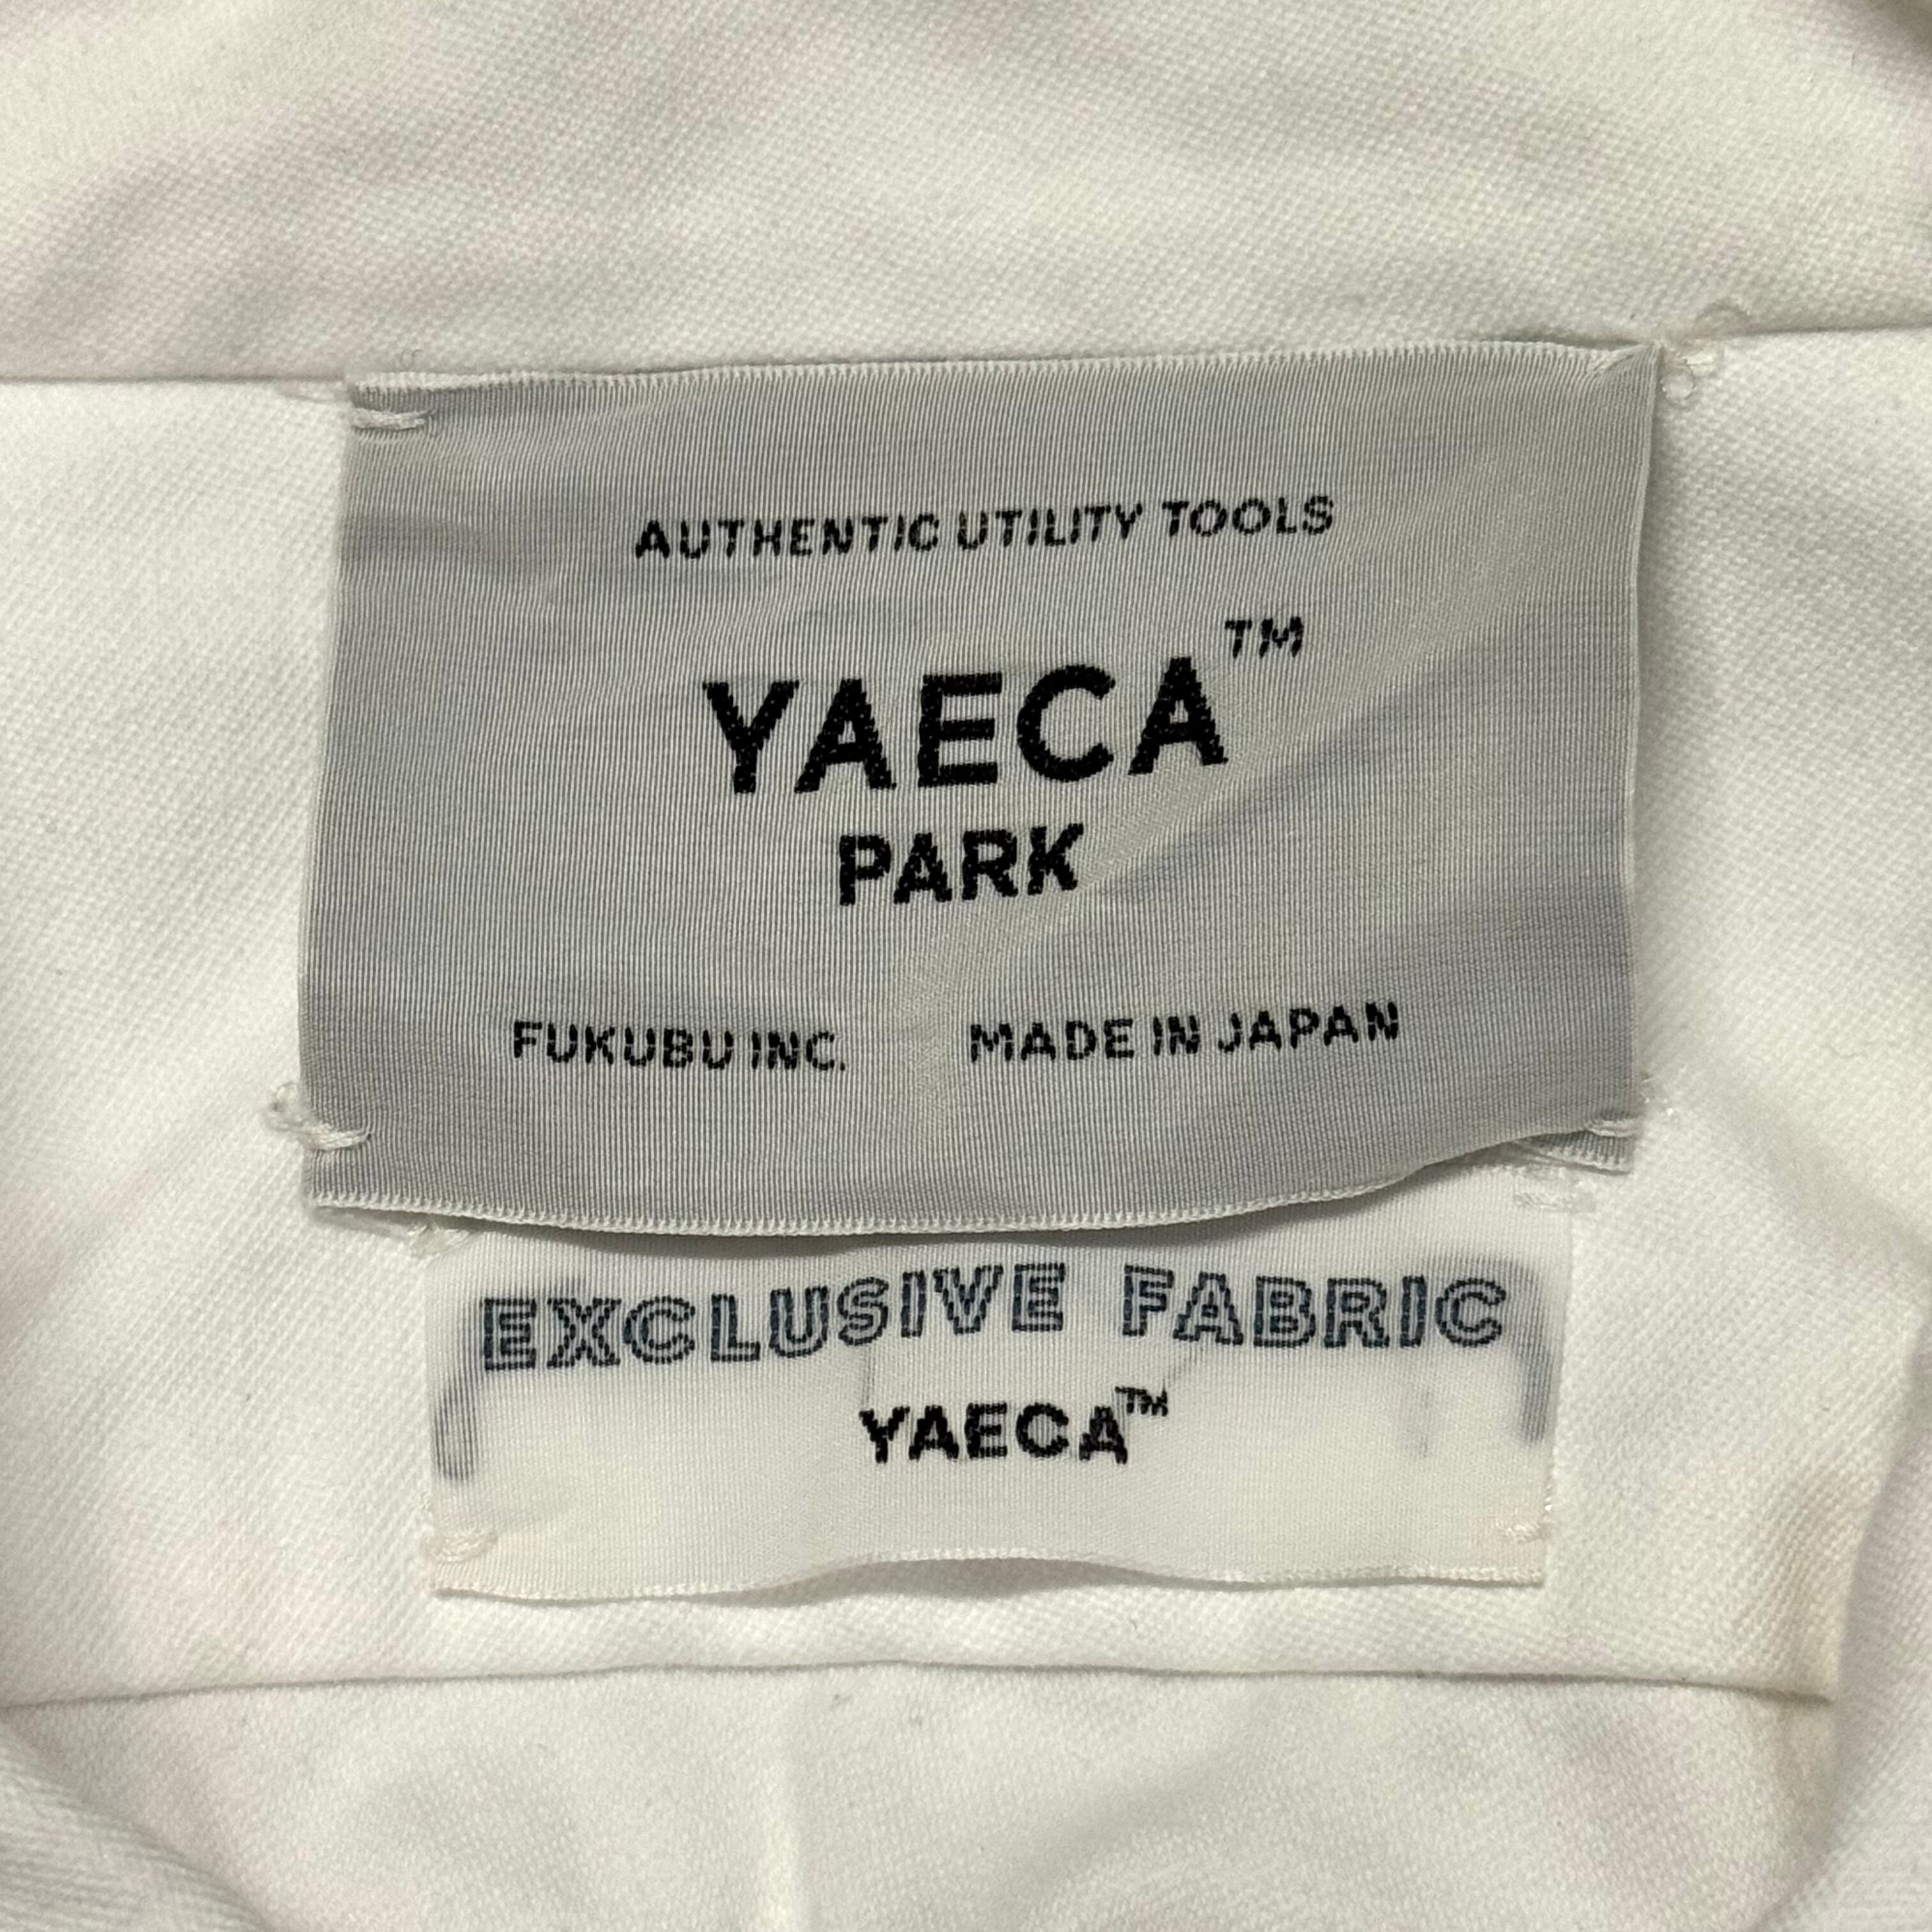 AUTHENTIC UTILITY TOOLS
YAECA™
PARK
FUKUBU INC. MADE IN JAPAN
EXCLUSIVE FABRIC
YAECA™